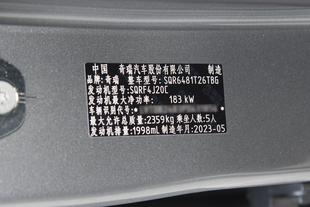 中国 奇瑞汽车股份有限公司 制造
品牌:奇瑞 整车型号:SQR6481T26TBG
发动机型号:SQRF4J20C
发动机最大净功率: 183 kW
车辆识别代号:
最大允许总质量:2359kg 乘坐人数:5人
发动机排量:1998mL 制造年月:2023-05